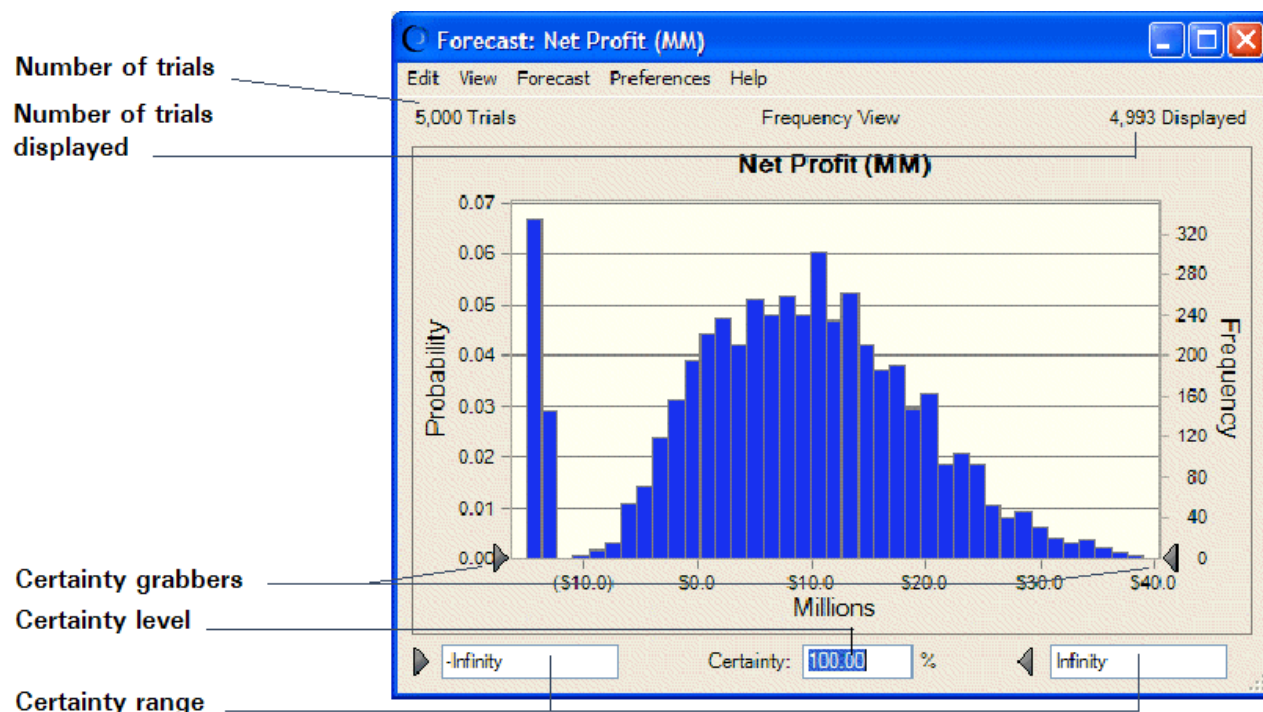 Forecast: Net Profit (MM)
Number of trials
Edit View Forecast Preferences Help
Number of trials displayed
5,000 Trials Frequency View 4,993 Displayed
Net Profit (MM)
0.07
0.06
0.05
0.04
0.03
0.02
0.01
0.00
Probability
320
280
240
200
160
120
80
40
0
Frequency
($10.0) $0.0 $10.0 $20.0 $30.0 $40.0
Millions
Certainty grabbers
Certainty level
-Infinity Certainty: 100.00 % Infinity
Certainty range